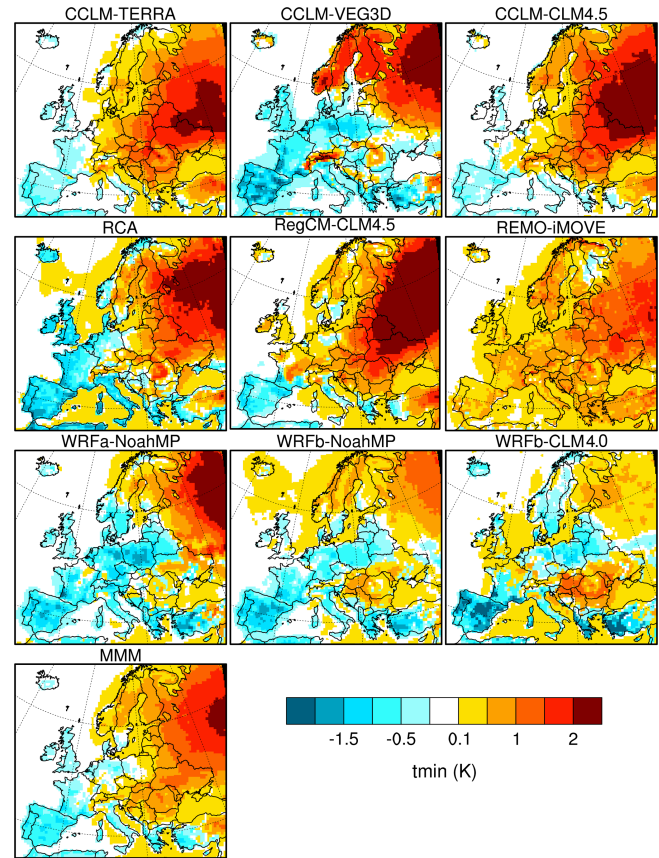 CCLM-TERRA CCLM-VEG3D CCLM-CLM4.5
RCA RegCM-CLM4.5 REMO-iMOVE
WRFa-NoahMP WRFb-NoahMP WRFb-CLM4.0
MMM
-1.5 -0.5 0.1 1 2
tmin (K)